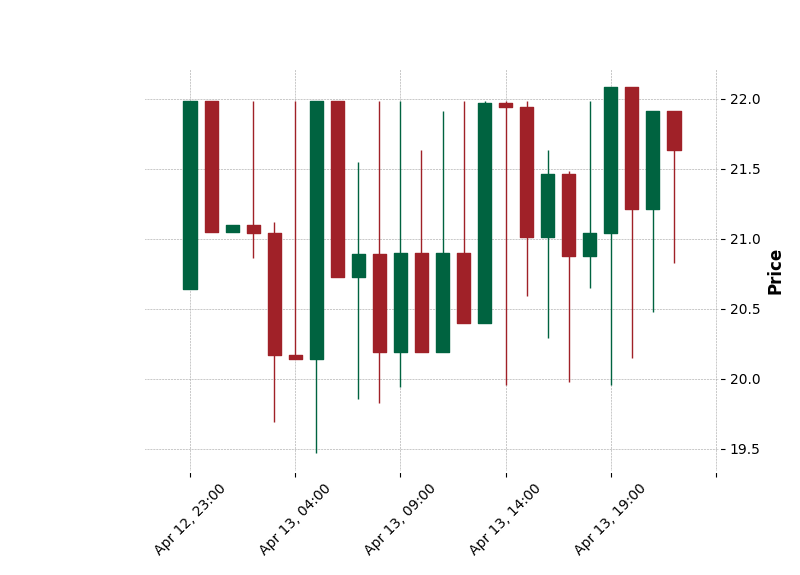 22.0
21.5
21.0
20.5
20.0
19.5
Price
Apr 12, 23:00
Apr 13, 04:00
Apr 13, 09:00
Apr 13, 14:00
Apr 13, 19:00